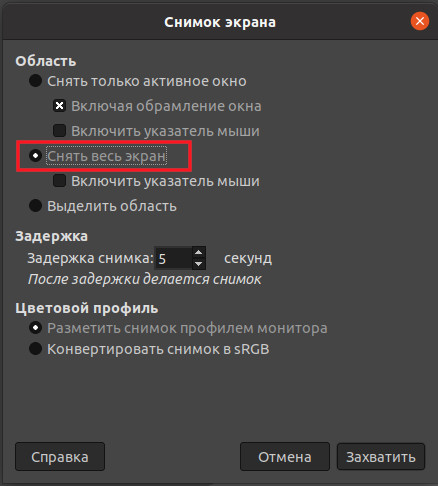 Снимок экрана
Область
Снять только активное окно
Включая обрамление окна
Включить указатель мыши
Снять весь экран
Включить указатель мыши
Выделить область
Задержка
Задержка снимка: 5 секунд
После задержки делается снимок
Цветовой профиль
Разметить снимок профилем монитора
Конвертировать снимок в sRGB
Справка Отмена Захватить